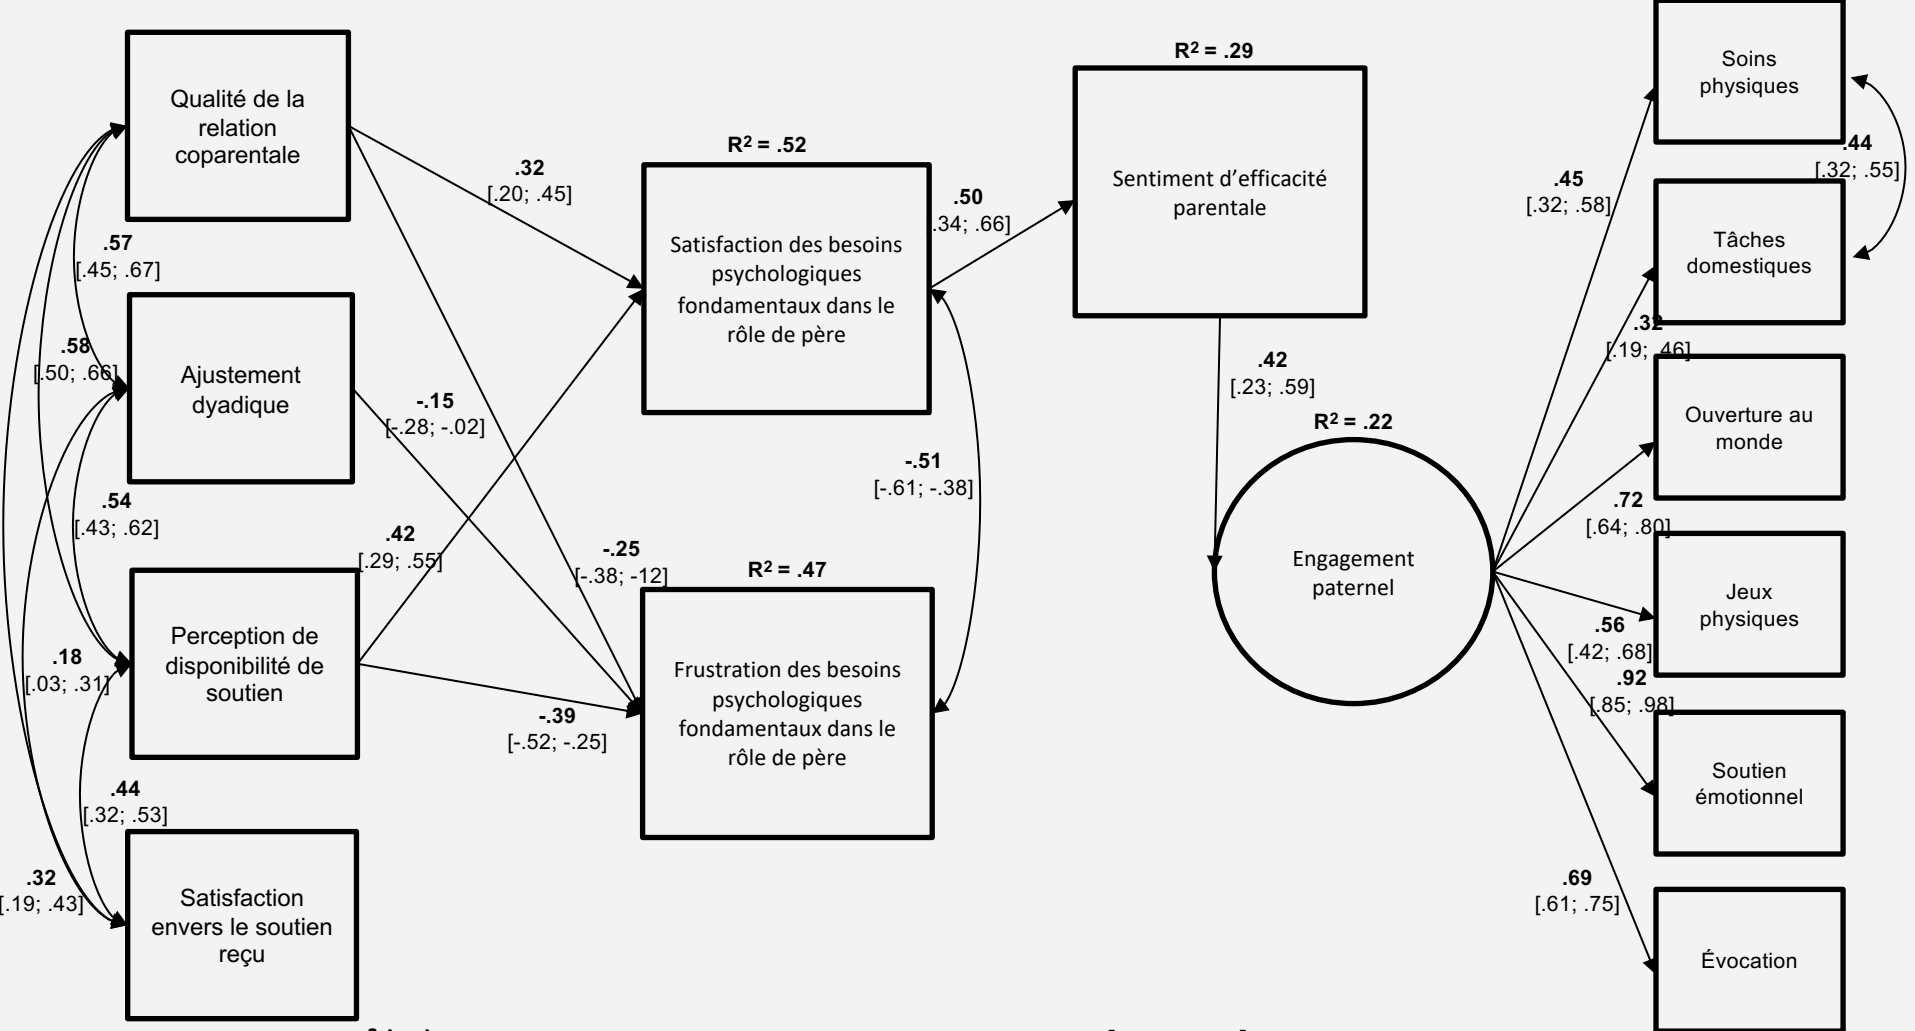 Qualité de la
relation
coparentale
Ajustement
dyadique
Perception de
disponibilité de
soutien
Satisfaction
envers le soutien
reçu
.57
[.45; .67]
.58
[.50; .66]
.54
[.43; .62]
.18
[.03; .31]
.44
[.32; .53]
.32
[.19; .43]
.32
[.20; .45]
-.15
[-.28; -.02]
.42
[.29; .55]
-.25
[-.38; -12]
-.39
[-.52; -.25]
R² = .52
Satisfaction des besoins
psychologiques
fondamentaux dans le
rôle de père
R² = .47
Frustration des besoins
psychologiques
fondamentaux dans le
rôle de père
-.51
[-.61; -.38]
.50
.34; .66]
R² = .29
Sentiment d’efficacité
parentale
.42
[.23; .59]
R² = .22
Engagement
paternel
.45
[.32; .58]
.32
[.19; .46]
.72
[.64; .80]
.56
[.42; .68]
.92
[.85; .98]
.69
[.61; .75]
Soins
physiques
Tâches
domestiques
Ouverture au
monde
Jeux
physiques
Soutien
émotionnel
Évocation
.44
[.32; .55]